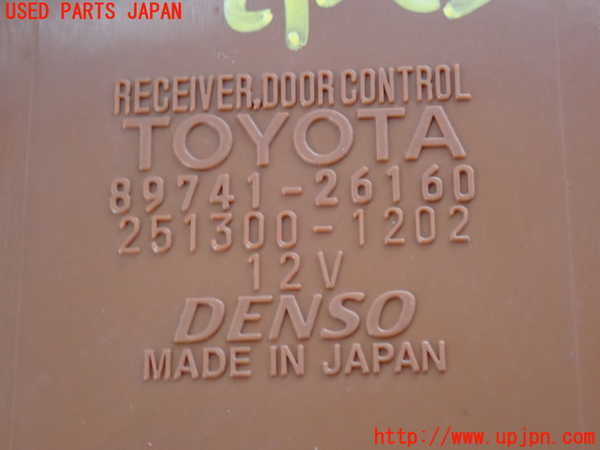 USED PARTS JAPAN
RECEIVER,DOOR CONTROL
TOYOTA
89741-26160
251300-1202
12V
DENSO
MADE IN JAPAN
http://www.upjpn.com